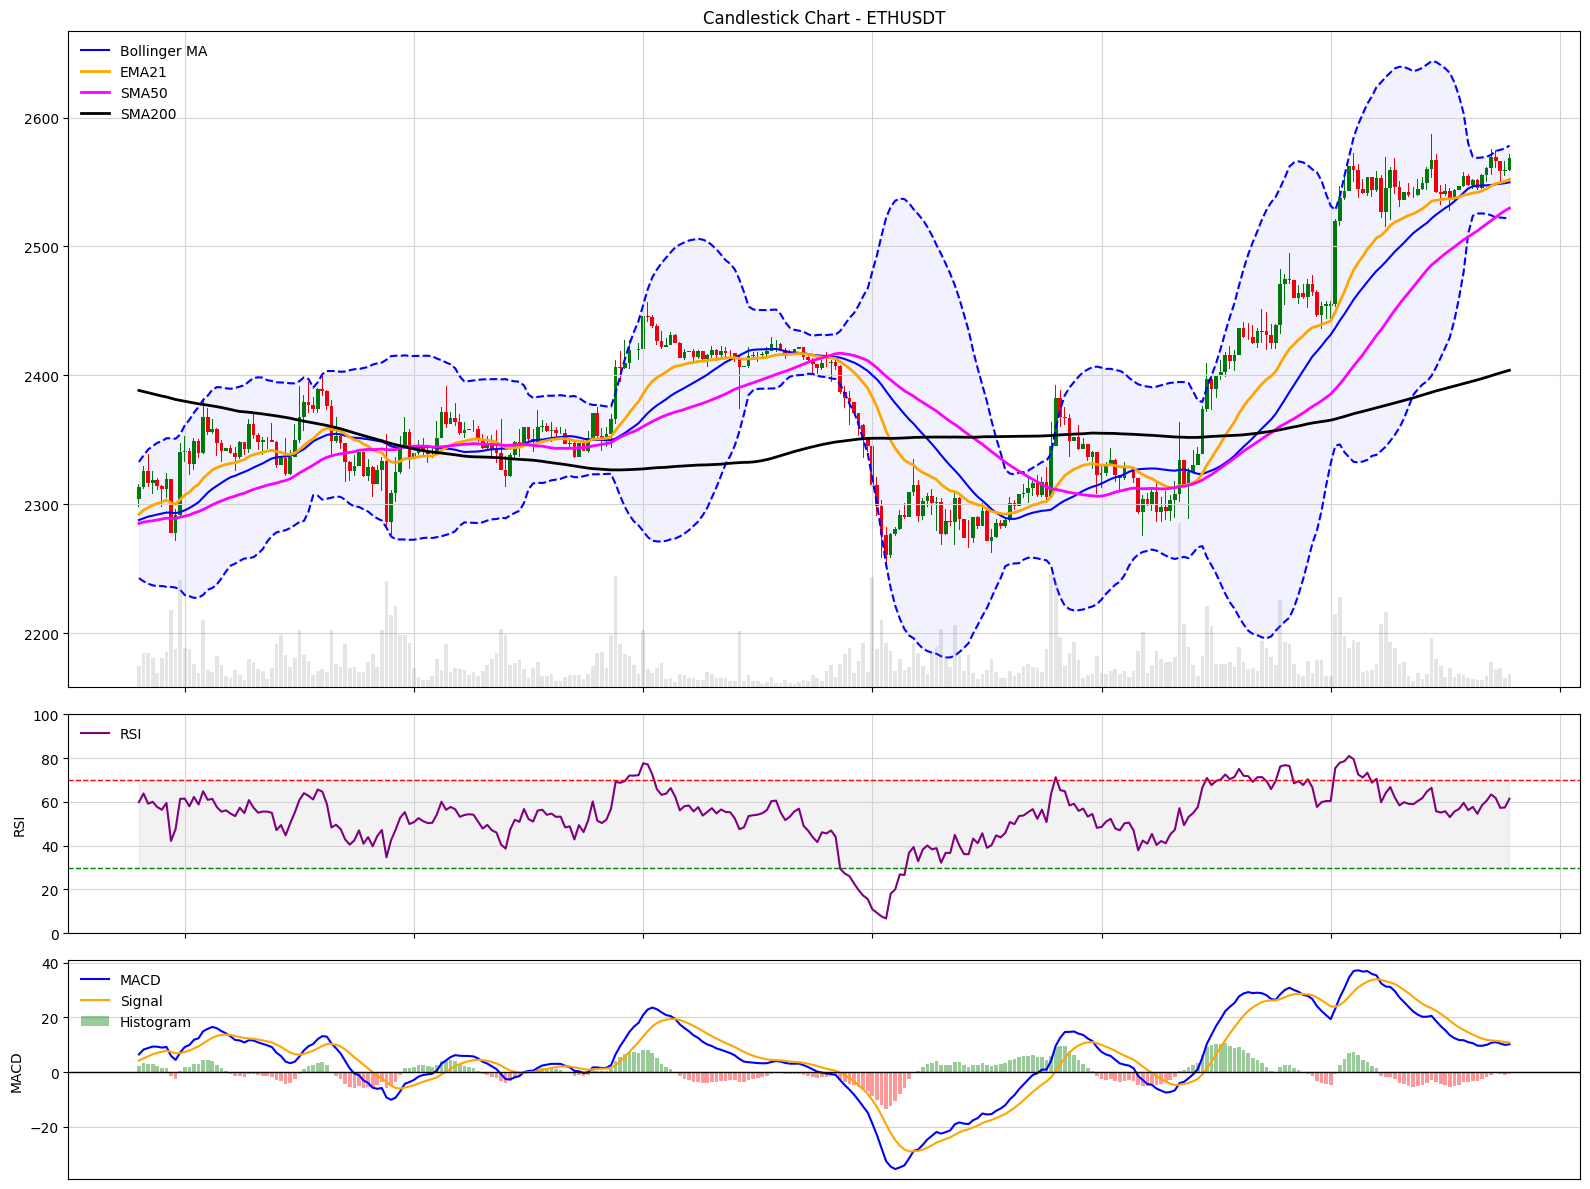 Candlestick Chart - ETHUSDT
Bollinger MA
EMA21
SMA50
SMA200
2600
2500
2400
2300
2200
RSI
100
80
60
40
20
0
RSI
MACD
Signal
Histogram
40
20
0
−20
MACD